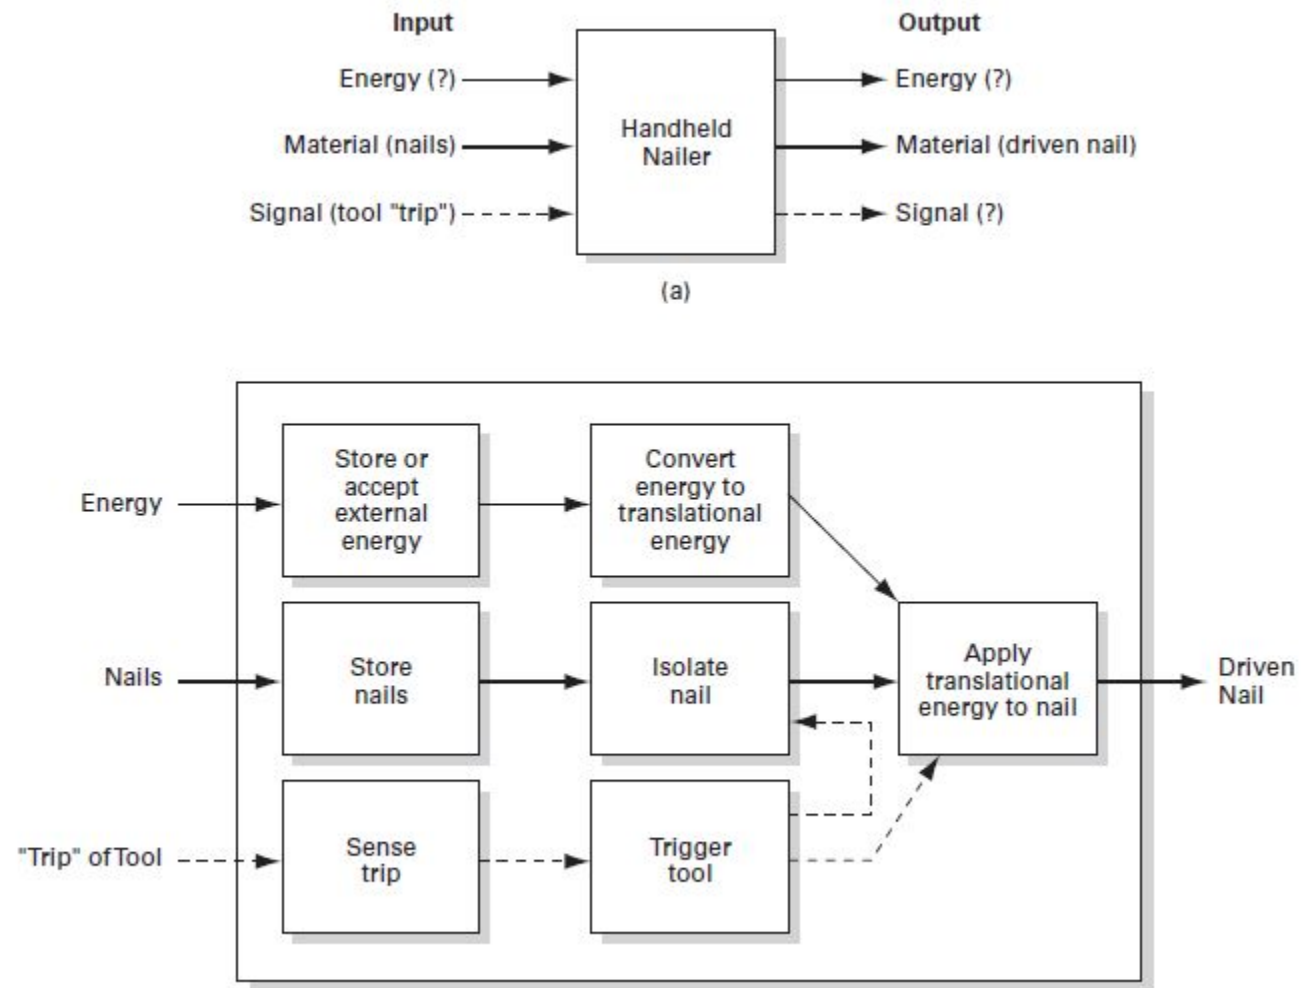 Input
Output
Energy (?)
Energy (?)
Handheld
Nailer
Material (nails)
Material (driven nail)
Signal (tool "trip")
Signal (?)
(a)
Store or
accept
external
energy
Convert
energy to
translational
energy
Energy
Nails
Store
nails
Isolate
nail
Apply
translational
energy to nail
Driven
Nail
"Trip" of Tool
Sense
trip
Trigger
tool